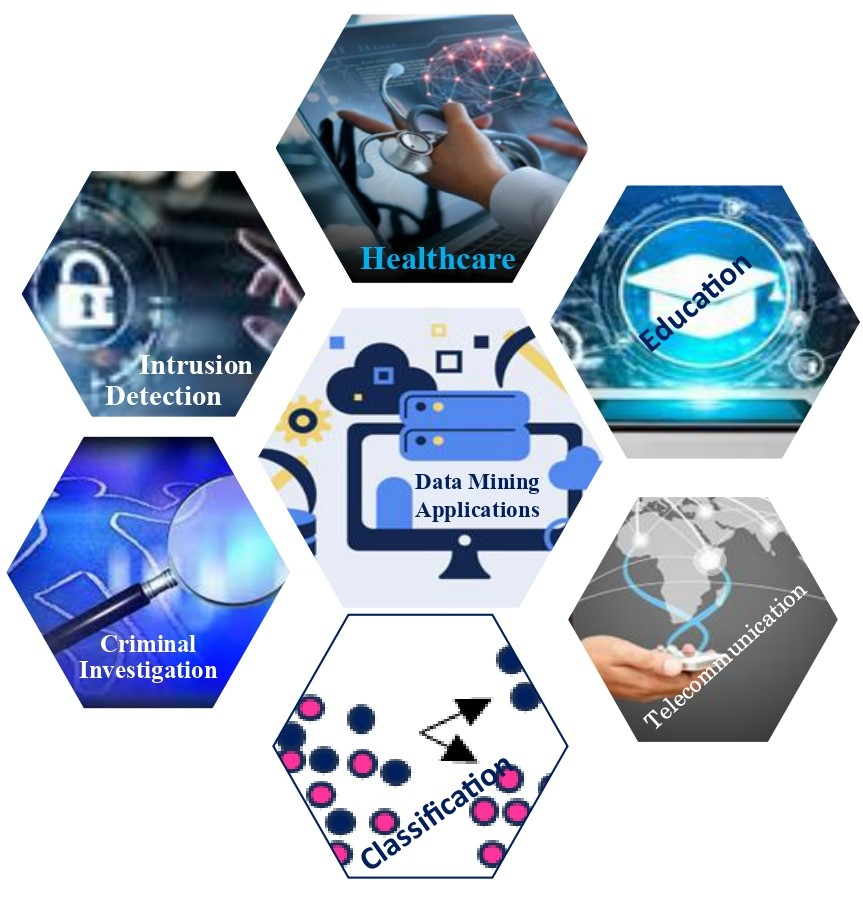 Healthcare
Education
Intrusion
Detection
Data Mining
Applications
Criminal
Investigation
Telecommunication
Classification